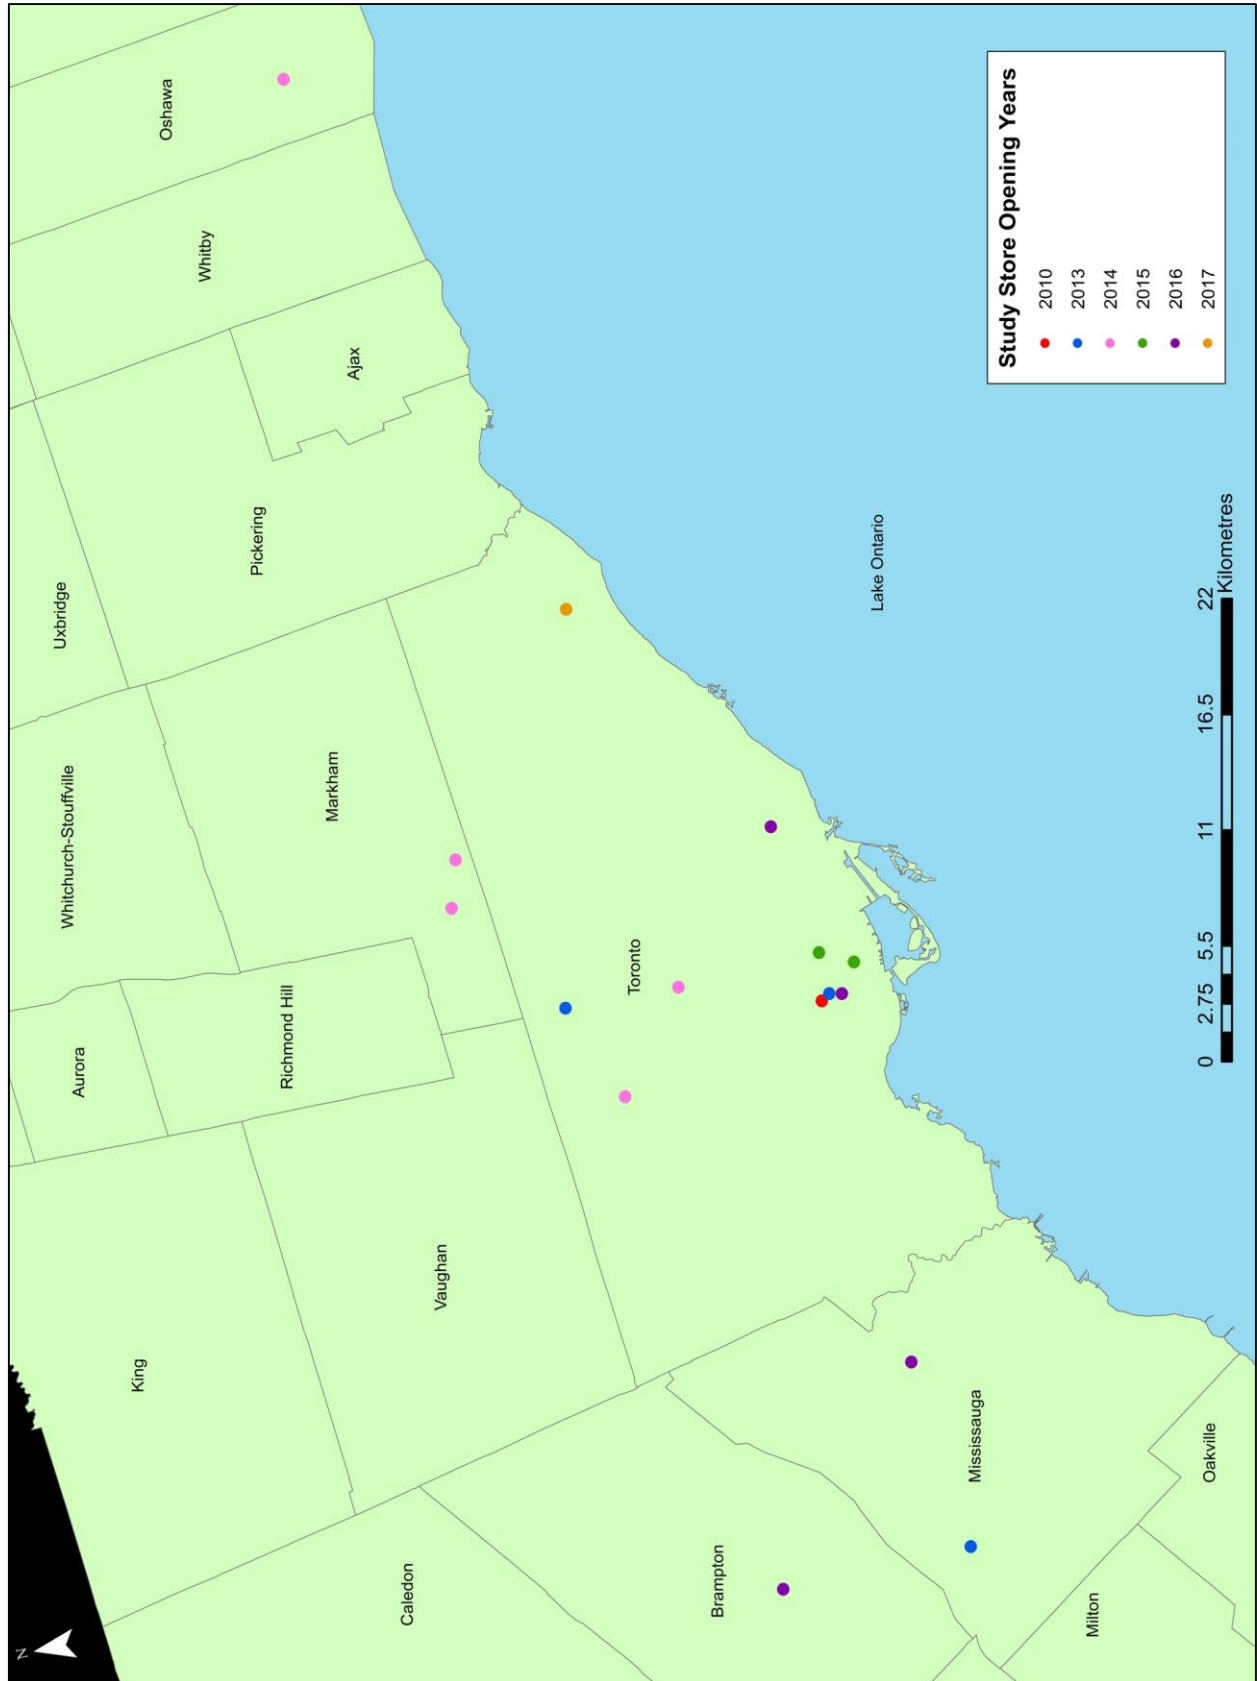 N
King
Aurora
Whitchurch-Stouffville
Uxbridge
Oshawa
Whitby
Pickering
Ajax
Richmond Hill
Markham
Caledon
Vaughan
Brampton
Toronto
Mississauga
Milton
Oakville
Lake Ontario
Study Store Opening Years
2010
2013
2014
2015
2016
2017
0 2.75 5.5 11 16.5 22
Kilometres